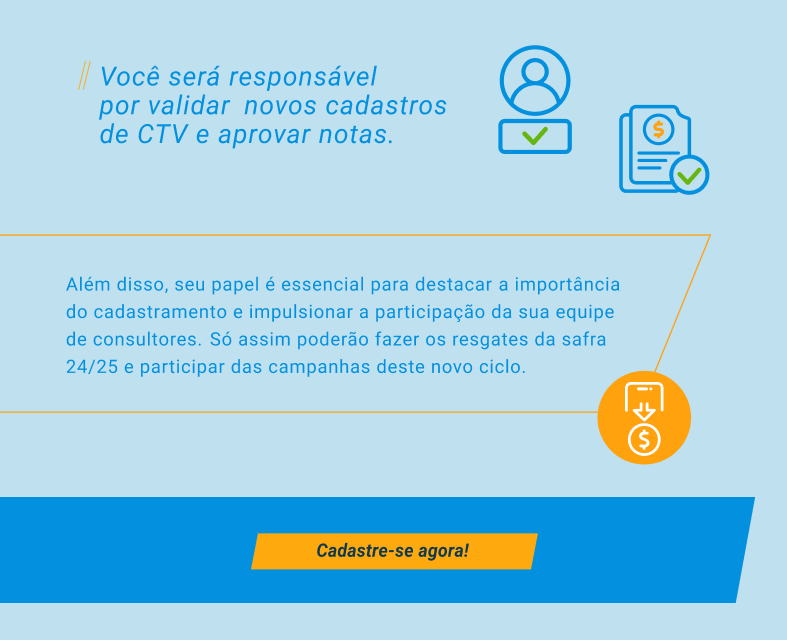 Você será responsável
por validar novos cadastros
de CTV e aprovar notas.
$
Além disso, seu papel é essencial para destacar a importância
do cadastramento e impulsionar a participação da sua equipe
de consultores. Só assim poderão fazer os resgates da safra
24/25 e participar das campanhas deste novo ciclo.
$
Cadastre-se agora!